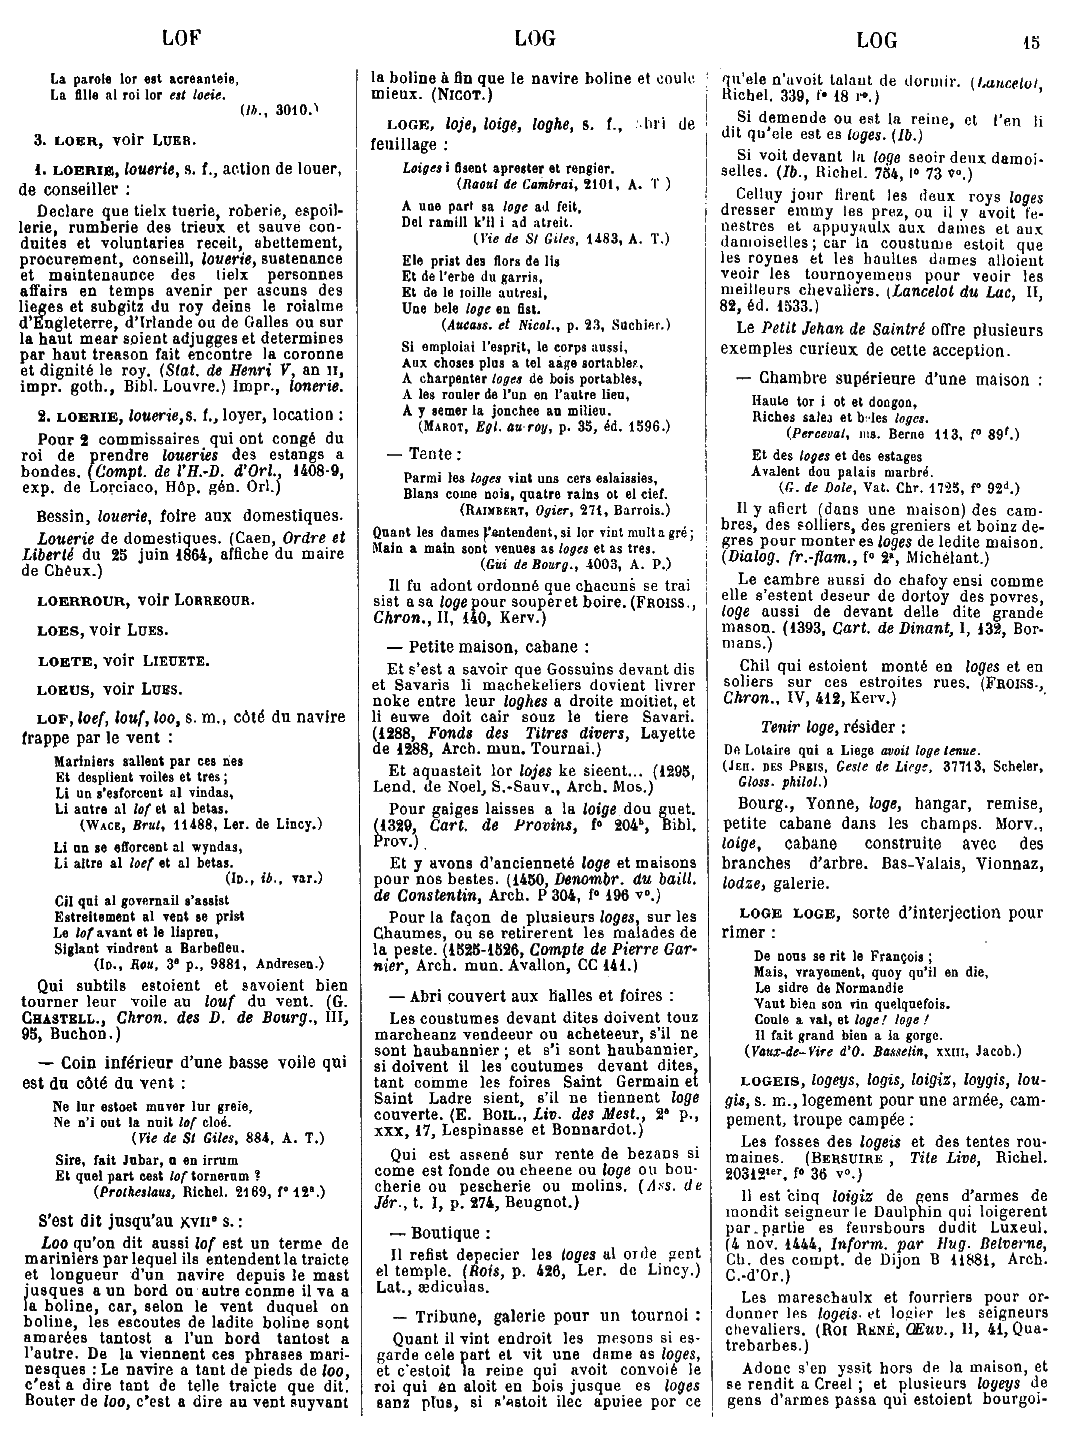 LOF
LOG
LOG
15
La parole lor est acreanteie,
La fille al roi lor est loeie.
(Ib., 3010.)
3. LOER, voir LUER.
1. LOERIE, louerie, s. f., action de louer,
de conseiller :
Declare que tielx tuerie, roberie, espoil-
lerie, rumberie des trieux et sauve con-
duites et voluntaries receit, abettement,
procurement, conseill, louerie, sustenance
et maintenaunce des tielx personnes
affairs en temps avenir per ascuns des
lieges et subgitz du roy deins le roialme
d'Engleterre, d'Irlande ou de Galles ou sur
la haut mear soient adjugges et determines
par haut treason fait encontre la coronne
et dignité le roy. (Stat. de Henri V, an II,
impr. goth., Bibl. Louvre.) Impr., lonerie.
2. LOERIE, louerie, s. f., loyer, location :
Pour 2 commissaires qui ont congé du
roi de prendre loueries des estangs a
bondes. (Compt. de l'H.-D. d'Orl., 1408-9,
exp. de Lorciaco, Hôp. gén. Orl.)
Bessin, louerie, foire aux domestiques.
Louerie de domestiques. (Caen, Ordre et
Liberté du 25 juin 1864, affiche du maire
de Chéux.)
LOERROUR, voir LORREOUR.
LOES, voir LUES.
LOETE, voir LIEUETE.
LOEUS, voir LUES.
LOF, loef, louf, loo, s. m., côté du navire
frappe par le vent :
Mariniers sallent par ces nes
Et desplient voiles et tres ;
Li un s'esforcent al vindas,
Li autre al lof et al betas.
(WACE, Brut, 11488, Ler. de Lincy.)
Li un se efforcent al wyndas,
Li altre al loef et al betas.
(ID., ib., var.)
Cil qui al governail s'assist
Estreitement al vent se prist
Le lof avant et le lispreu,
Siglant vindrent a Barbefleu.
(ID., Rou, 3e p., 9881, Andresen.)
Qui subtils estoient et savoient bien
tourner leur voile au louf du vent. (G.
CHASTELL., Chron. des D. de Bourg., III,
95, Buchon.)
— Coin inférieur d'une basse voile qui
est du côté du vent :
Ne lur estoet muver lur greie,
Ne n'i out la nuit lof cloé.
(Vie de St Giles, 884, A. T.)
Sire, fait Jubar, o en irrum
Et quel part cest lof tornerum ?
(Protheslaus, Richel. 2169, f° 12a.)
S'est dit jusqu'au XVIIe s. :
Loo qu'on dit aussi lof est un terme de
mariniers par lequel ils entendent la traicte
et longueur d'un navire depuis le mast
jusques a un bord ou autre conme il va a
la boline, car, selon le vent duquel on
boline, les escoutes de ladite boline sont
amarées tantost a l'un bord tantost a
l'autre. De la viennent ces phrases mari-
nesques : Le navire a tant de pieds de loo,
c'est a dire tant de telle traicte que dit.
Bouter de loo, c'est a dire au vent suyvant
la boline à fin que le navire boline et coule
mieux. (NICOT.)
LOGE, loje, loige, loghe, s. f., abri de
feuillage :
Loiges i fisent aprester et rengier.
(Raoul de Cambrai, 2101, A. T )
A une part sa loge ad feit,
Del ramill k'il i ad atreit.
(Vie de St Giles, 1483, A. T.)
Ele prist des flors de lis
Et de l'erbe du garris,
Et de le foille autresi,
Une bele loge en fist.
(Aucass. et Nicol., p. 23, Suchier.)
Si emploiai l'esprit, le corps aussi,
Aux choses plus a tel aâge sortables,
A charpenter loges de bois portables,
A les rouler de l'un en l'autre lieu,
A y semer la jonchee au milieu.
(MAROT, Egl. au roy, p. 35, éd. 1596.)
— Tente :
Parmi les loges vint uns cers eslaissies,
Blans come nois, quatre rains ot el cief.
(RAIMBERT, Ogier, 271, Barrois.)
Quant les dames l'entendent, si lor vint mult a gré ;
Main a main sont venues as loges et as tres.
(Gui de Bourg., 4003, A. P.)
Il fu adont ordonné que chacuns se trai
sist a sa loge pour souper et boire. (FROISS.,
Chron., II, 140, Kerv.)
— Petite maison, cabane :
Et s'est a savoir que Gossuins devant dis
et Savaris li machekeliers dovient livrer
noke entre leur loghes a droite moitiet, et
li euwe doit cair souz le tiere Savari.
(1288, Fonds des Titres divers, Layette
de 1288, Arch. mun. Tournai.)
Et aquasteit lor lojes ke sieent... (1295,
Lend. de Noel, S.-Sauv., Arch. Mos.)
Pour gaiges laisses a la loige dou guet.
(1329, Cart. de Provins, f° 204b, Bibl.
Prov.)
Et y avons d'ancienneté loge et maisons
pour nos bestes. (1450, Denombr. du baill.
de Constentin, Arch. P 304, f° 196 v°.)
Pour la façon de plusieurs loges, sur les
Chaumes, ou se retirerent les malades de
la peste. (1525-1526, Compte de Pierre Gar-
nier, Arch. mun. Avallon, CC 141.)
— Abri couvert aux halles et foires :
Les coustumes devant dites doivent touz
marcheanz vendeeur ou acheteeur, s'il ne
sont haubannier ; et s'i sont haubannier,
si doivent il les coutumes devant dites,
tant comme les foires Saint Germain et
Saint Ladre sient, s'il ne tiennent loge
couverte. (E. BOIL., Liv. des Mest., 2e p.,
XXX, 17, Lespinasse et Bonnardot.)
Qui est assené sur rente de bezans si
come est fonde ou cheene ou loge ou bou-
cherie ou pescherie ou molins. (Ass. de
Jér., t. I, p. 274, Beugnot.)
— Boutique :
Il refist depecier les loges al orde gent
el temple. (Rois, p. 426, Ler. de Lincy.)
Lat., ædiculas.
— Tribune, galerie pour un tournoi :
Quant il vint endroit les mesons si es-
garde cele part et vit une dame as loges,
et c'estoit la reine qui avoit convoié le
roi qui en aloit en bois jusque es loges
sanz plus, si s'estoit ilec apuiee por ce
qu'ele n'avoit talant de dormir. (Lancelot,
Richel. 339, f° 18 r°.)
Si demende ou est la reine, et l'en li
dit qu'ele est es loges. (Ib.)
Si voit devant la loge seoir deux damoi-
selles. (Ib., Richel. 754, f° 73 v°.)
Celluy jour firent les deux roys loges
dresser emmy les prez, ou il y avoit fe-
nestres et appuyaulx aux dames et aux
damoiselles ; car la coustume estoit que
les roynes et les haultes dames alloient
veoir les tournoyemens pour veoir les
meilleurs chevaliers. (Lancelot du Lac, II,
82, éd. 1533.)
Le Petit Jehan de Saintré offre plusieurs
exemples curieux de cette acception.
— Chambre supérieure d'une maison :
Haute tor i ot et dongon,
Riches sales et beles loges.
(Perceval, ms. Berne 113, f° 89f.)
Et des loges et des estages
Avalent dou palais marbré.
(G. de Dole, Vat. Chr. 1725, f° 92d.)
Il y afiert (dans une maison) des cam-
bres, des solliers, des greniers et boinz de-
gres pour monter es loges de ledite maison.
(Dialog. fr.-flam., f° 2a, Michelant.)
Le cambre aussi do chafoy ensi comme
elle s'estent deseur de dortoy des povres,
loge aussi de devant delle dite grande
mason. (1393, Cart. de Dinant, I, 132, Bor-
mans.)
Chil qui estoient monté en loges et en
soliers sur ces estroites rues. (FROISS.,
Chron., IV, 412, Kerv.)
Tenir loge, résider :
De Lotaire qui a Liege avoit loge tenue.
(JEH. DES PREIS, Geste de Liege, 37713, Scheler,
Gloss. philol.)
Bourg., Yonne, loge, hangar, remise,
petite cabane dans les champs. Morv.,
loige, cabane construite avec des
branches d'arbre. Bas-Valais, Vionnaz,
lodze, galerie.
LOGE LOGE, sorte d'interjection pour
rimer :
De nous se rit le François ;
Mais, vrayement, quoy qu'il en die,
Le sidre de Normandie
Vaut bien son vin quelquefois.
Coule a val, et loge ! loge !
Il fait grand bien a la gorge.
(Vaux-de-Vire d'O. Basselin, XXIII, Jacob.)
LOGEIS, logeys, logis, loigiz, loygis, lou-
gis, s. m., logement pour une armée, cam-
pement, troupe campée :
Les fosses des logeis et des tentes rou-
maines. (BERSUIRE, Tite Live, Richel.
20312ter, f° 36 v°.)
Il est cinq loigiz de gens d'armes de
mondit seigneur le Daulphin qui loigerent
par partie es feursbours dudit Luxeul.
(4 nov. 1444, Inform. par Hug. Belverne,
Ch. des compt. de Dijon B 11881, Arch.
C.-d'Or.)
Les mareschaulx et fourriers pour or-
donner les logeis et logier les seigneurs
chevaliers. (ROI RENÉ, Œuv., II, 41, Qua-
trebarbes.)
Adonc s'en yssit hors de la maison, et
se rendit a Creel ; et plusieurs logeys de
gens d'armes passa qui estoient bourgoi-